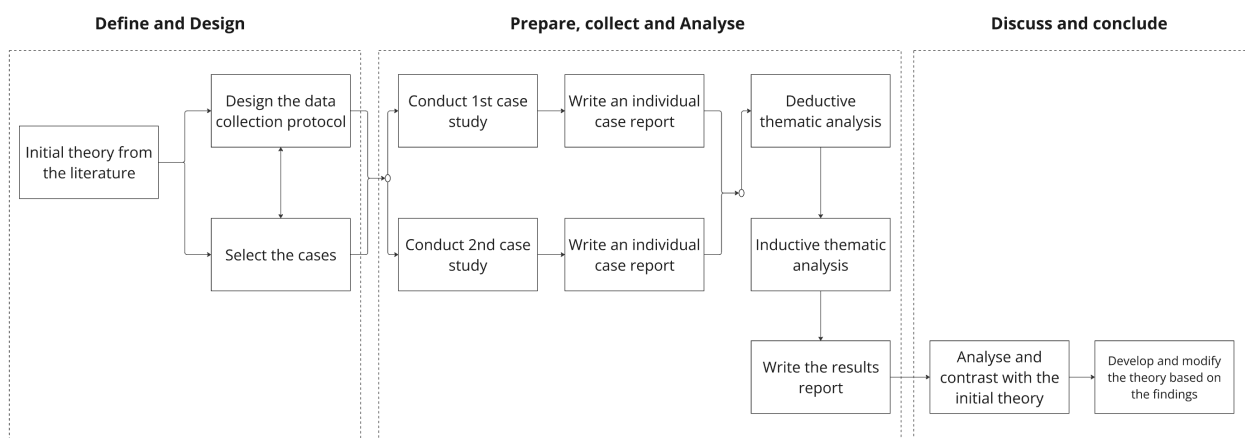 Define and Design
Prepare, collect and Analyse
Discuss and conclude
Initial theory from
the literature
Design the data
collection protocol
Select the cases
Conduct 1st case
study
Write an individual
case report
Conduct 2nd case
study
Write an individual
case report
Deductive
thematic analysis
Inductive thematic
analysis
Write the results
report
Analyse and
contrast with the
initial theory
Develop and modify
the theory based on
the findings